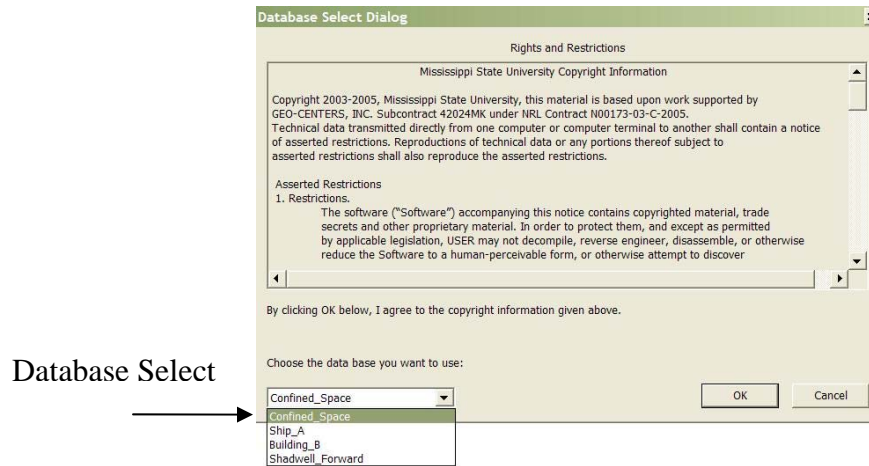 Database Select Dialog
Rights and Restrictions
Mississippi State University Copyright Information
Copyright 2003-2005, Mississippi State University, this material is based upon work supported by
GEO-CENTERS, INC. Subcontract 42024MK under NRL Contract N00173-03-C-2005.
Technical data transmitted directly from one computer or computer terminal to another shall contain a notice
of asserted restrictions. Reproductions of technical data or any portions thereof subject to
asserted restrictions shall also reproduce the asserted restrictions.
Asserted Restrictions
1. Restrictions.
The software ("Software") accompanying this notice contains copyrighted material, trade
secrets and other proprietary material. In order to protect them, and except as permitted
by applicable legislation, USER may not decompile, reverse engineer, disassemble, or otherwise
reduce the Software to a human-perceivable form, or otherwise attempt to discover
By clicking OK below, I agree to the copyright information given above.
Choose the data base you want to use:
Database Select
Confined_Space
OK
Cancel
Confined_Space
Ship_A
Building_B
Shadwell_Forward